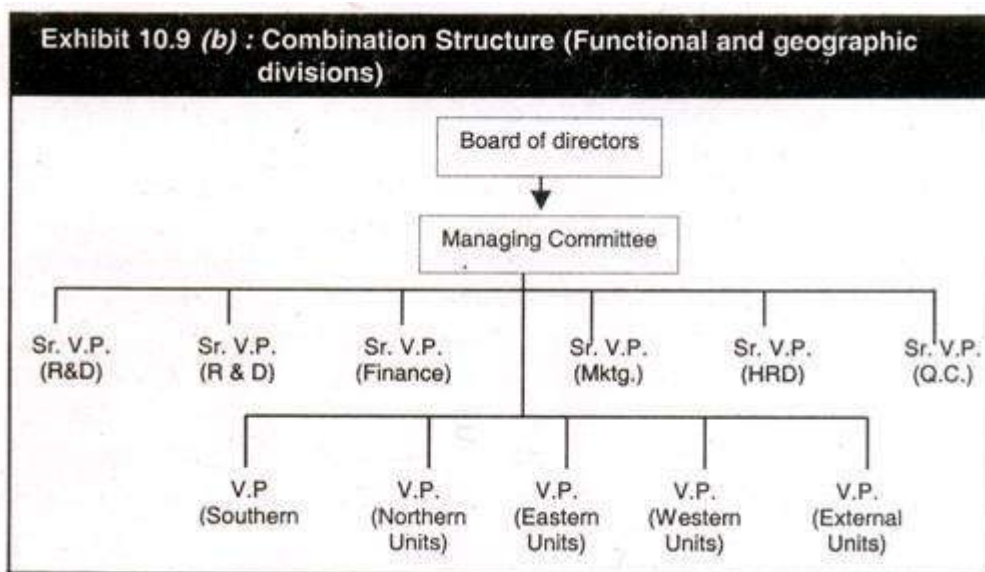 Exhibit 10.9 (b) : Combination Structure (Functional and geographic
divisions)
Board of directors
Managing Committee
Sr. V.P.
(R&D)
Sr. V.P.
(R & D)
Sr. V.P.
(Finance)
Sr. V.P.
(Mktg.)
Sr. V.P.
(HRD)
Sr. V.P.
(Q.C.)
V.P
(Southern
V.P.
(Northern
Units)
V.P.
(Eastern
Units)
V.P.
(Western
Units)
V.P.
(External
Units)